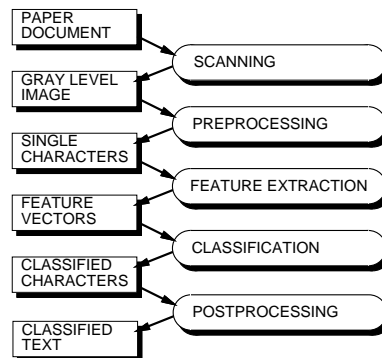 PAPER
DOCUMENT
SCANNING
GRAY LEVEL
IMAGE
PREPROCESSING
SINGLE
CHARACTERS
FEATURE EXTRACTION
FEATURE
VECTORS
CLASSIFICATION
CLASSIFIED
CHARACTERS
POSTPROCESSING
CLASSIFIED
TEXT